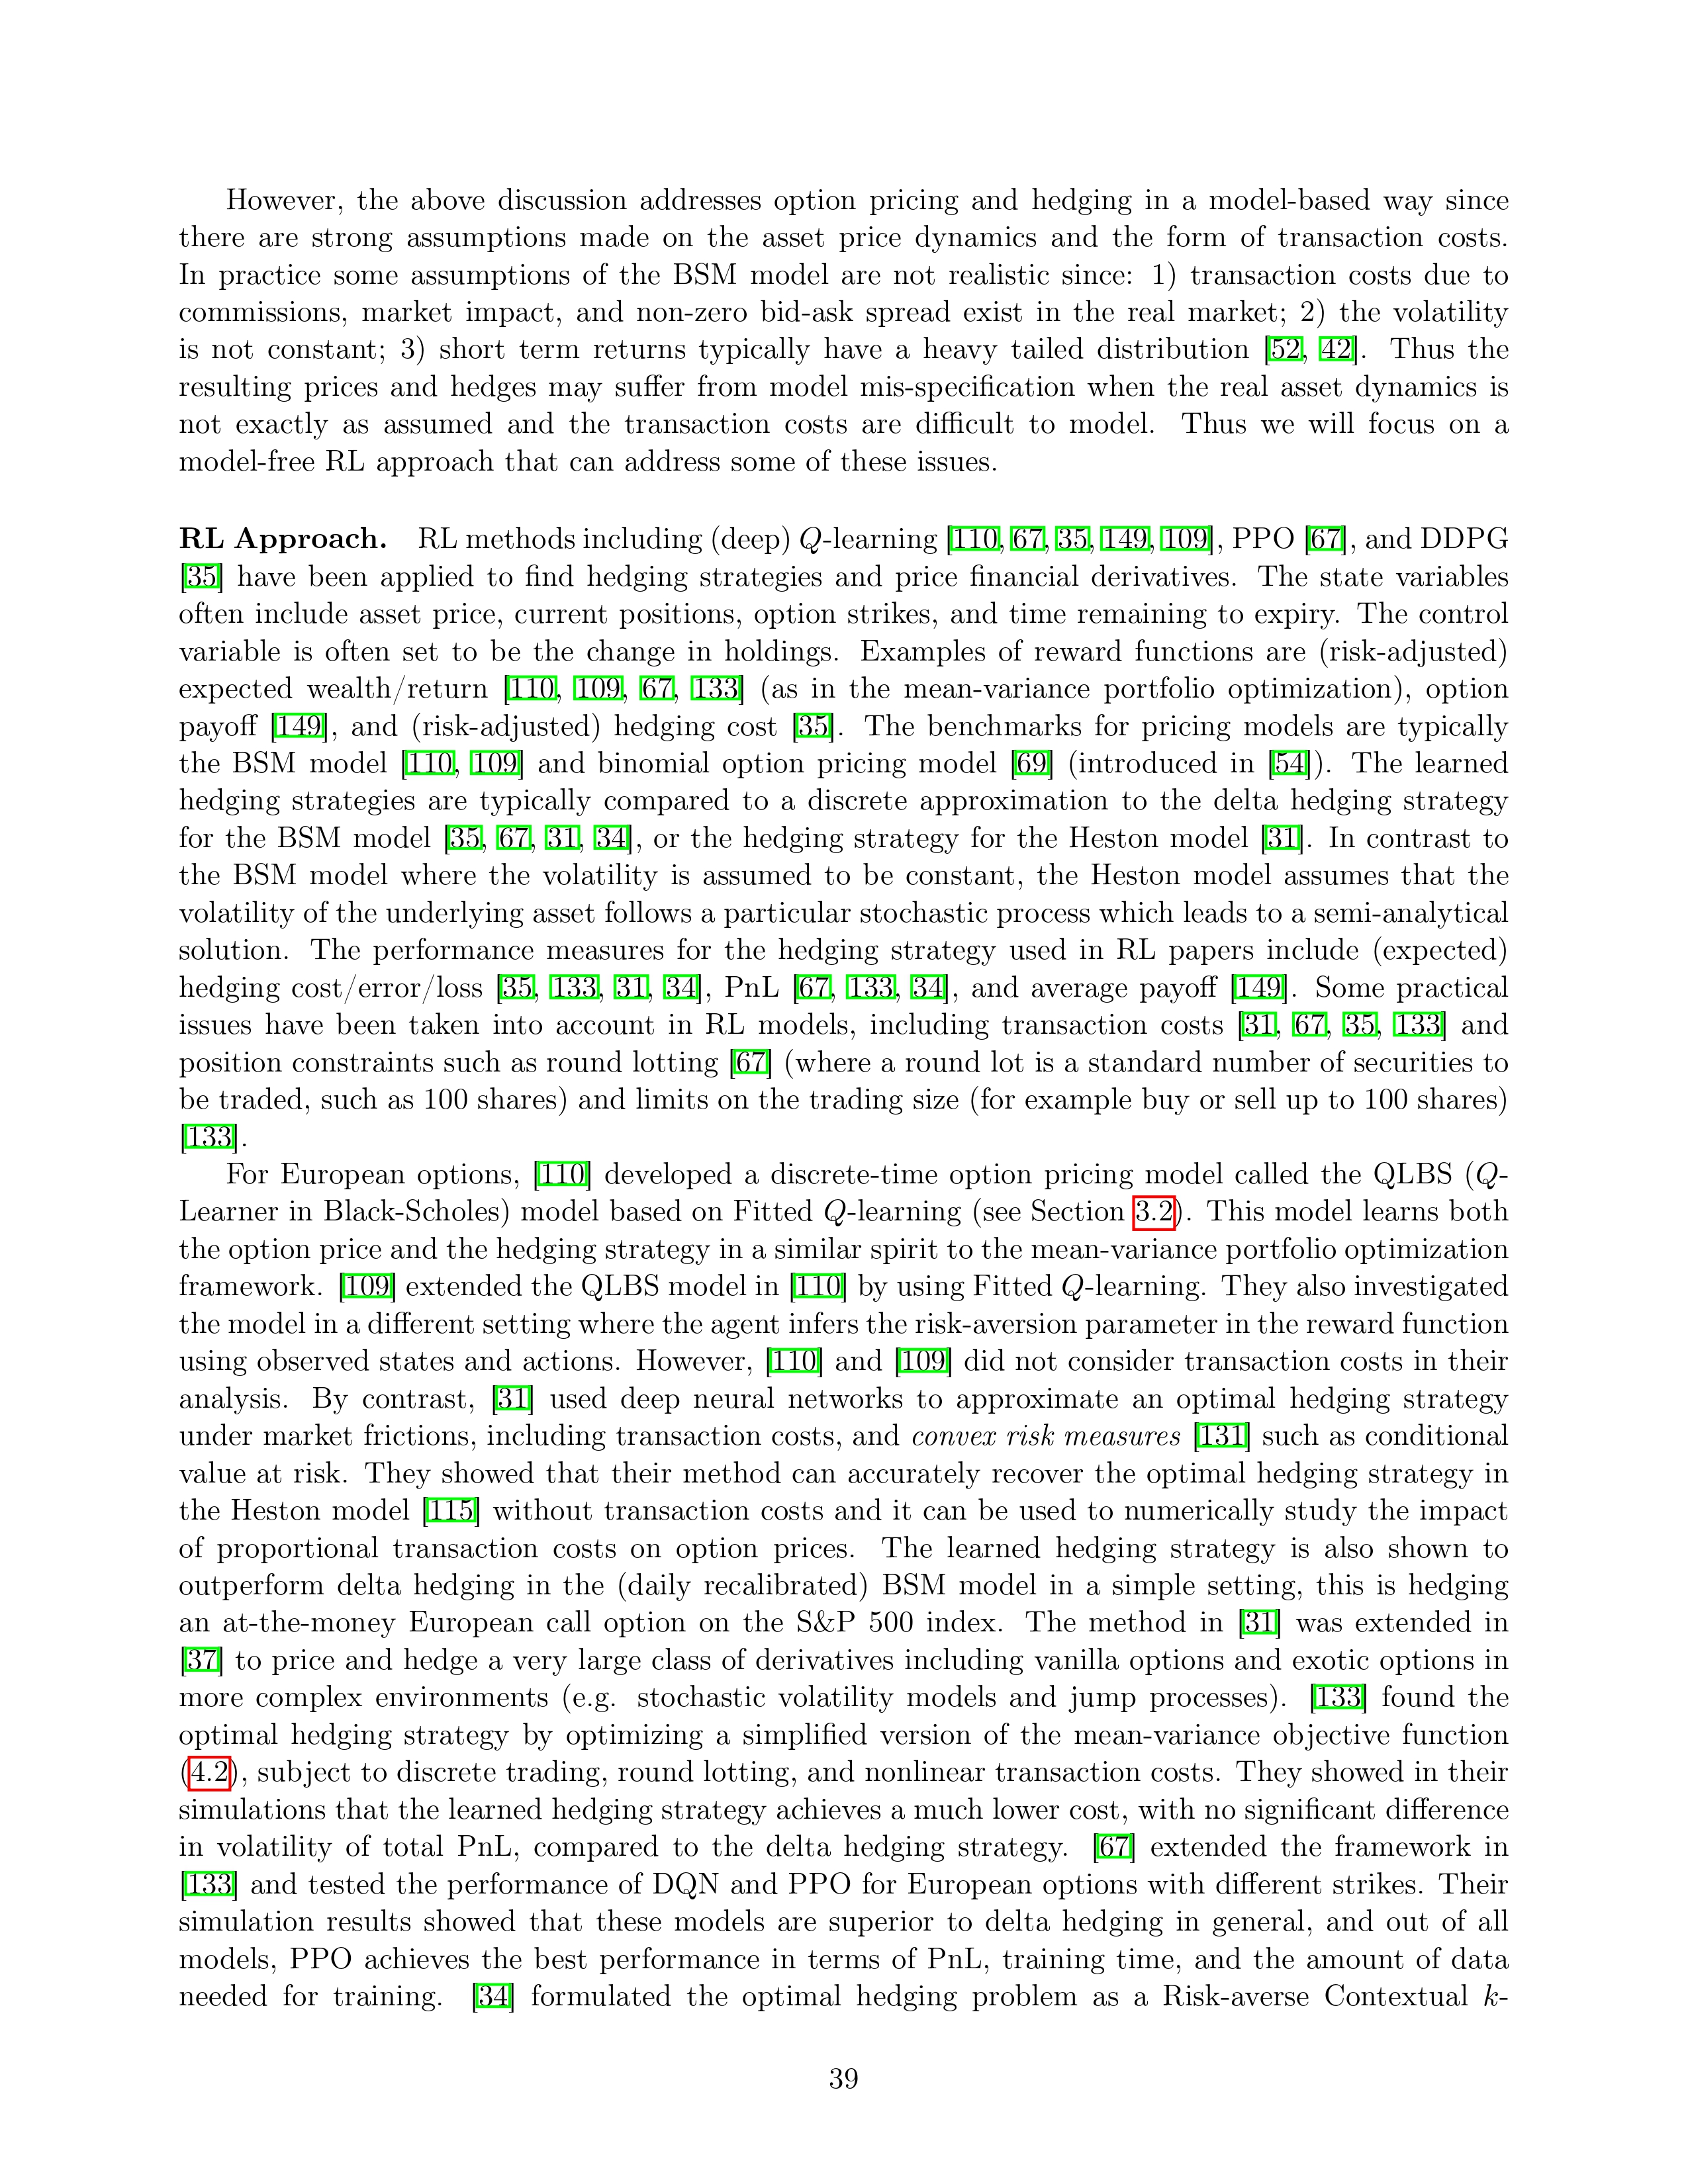 However, the above discussion addresses option pricing and hedging in a model-based way since
there are strong assumptions made on the asset price dynamics and the form of transaction costs.
In practice some assumptions of the BSM model are not realistic since: 1) transaction costs due to
commissions, market impact, and non-zero bid-ask spread exist in the real market; 2) the volatility
is not constant; 3) short term returns typically have a heavy tailed distribution [52, 42]. Thus the
resulting prices and hedges may suffer from model mis-specification when the real asset dynamics is
not exactly as assumed and the transaction costs are difficult to model. Thus we will focus on a
model-free RL approach that can address some of these issues.
RL Approach. RL methods including (deep) Q-learning [110, 67, 35, 149, 109], PPO [67], and DDPG
[35] have been applied to find hedging strategies and price financial derivatives. The state variables
often include asset price, current positions, option strikes, and time remaining to expiry. The control
variable is often set to be the change in holdings. Examples of reward functions are (risk-adjusted)
expected wealth/return [110, 109, 67, 133] (as in the mean-variance portfolio optimization), option
payoff [149], and (risk-adjusted) hedging cost [35]. The benchmarks for pricing models are typically
the BSM model [110, 109] and binomial option pricing model [69] (introduced in [54]). The learned
hedging strategies are typically compared to a discrete approximation to the delta hedging strategy
for the BSM model [35, 67, 31, 34], or the hedging strategy for the Heston model [31]. In contrast to
the BSM model where the volatility is assumed to be constant, the Heston model assumes that the
volatility of the underlying asset follows a particular stochastic process which leads to a semi-analytical
solution. The performance measures for the hedging strategy used in RL papers include (expected)
hedging cost/error/loss [35, 133, 31, 34], PnL [67, 133, 34], and average payoff [149]. Some practical
issues have been taken into account in RL models, including transaction costs [31, 67, 35, 133] and
position constraints such as round lotting [67] (where a round lot is a standard number of securities to
be traded, such as 100 shares) and limits on the trading size (for example buy or sell up to 100 shares)
[133].
For European options, [110] developed a discrete-time option pricing model called the QLBS (Q-
Learner in Black-Scholes) model based on Fitted Q-learning (see Section 3.2). This model learns both
the option price and the hedging strategy in a similar spirit to the mean-variance portfolio optimization
framework. [109] extended the QLBS model in [110] by using Fitted Q-learning. They also investigated
the model in a different setting where the agent infers the risk-aversion parameter in the reward function
using observed states and actions. However, [110] and [109] did not consider transaction costs in their
analysis. By contrast, [31] used deep neural networks to approximate an optimal hedging strategy
under market frictions, including transaction costs, and convex risk measures [131] such as conditional
value at risk. They showed that their method can accurately recover the optimal hedging strategy in
the Heston model [115] without transaction costs and it can be used to numerically study the impact
of proportional transaction costs on option prices. The learned hedging strategy is also shown to
outperform delta hedging in the (daily recalibrated) BSM model in a simple setting, this is hedging
an at-the-money European call option on the S&P 500 index. The method in [31] was extended in
[37] to price and hedge a very large class of derivatives including vanilla options and exotic options in
more complex environments (e.g. stochastic volatility models and jump processes). [133] found the
optimal hedging strategy by optimizing a simplified version of the mean-variance objective function
(4.2), subject to discrete trading, round lotting, and nonlinear transaction costs. They showed in their
simulations that the learned hedging strategy achieves a much lower cost, with no significant difference
in volatility of total PnL, compared to the delta hedging strategy. [67] extended the framework in
[133] and tested the performance of DQN and PPO for European options with different strikes. Their
simulation results showed that these models are superior to delta hedging in general, and out of all
models, PPO achieves the best performance in terms of PnL, training time, and the amount of data
needed for training. [34] formulated the optimal hedging problem as a Risk-averse Contextual k-
39